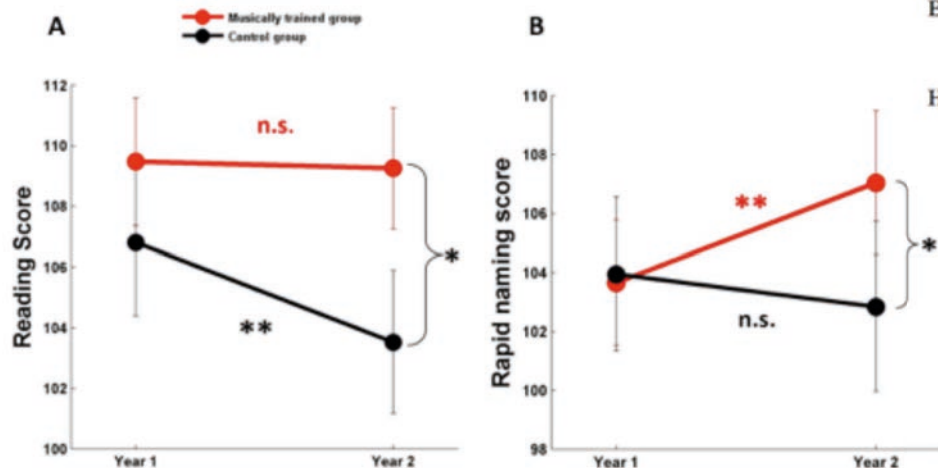 A
Musically trained group
Control group
B
E
H
Reading Score
112
110
108
106
104
102
100
n.s.
**
*
Year 1
Year 2
Rapid naming score
110
108
106
104
102
100
98
**
n.s.
*
Year 1
Year 2